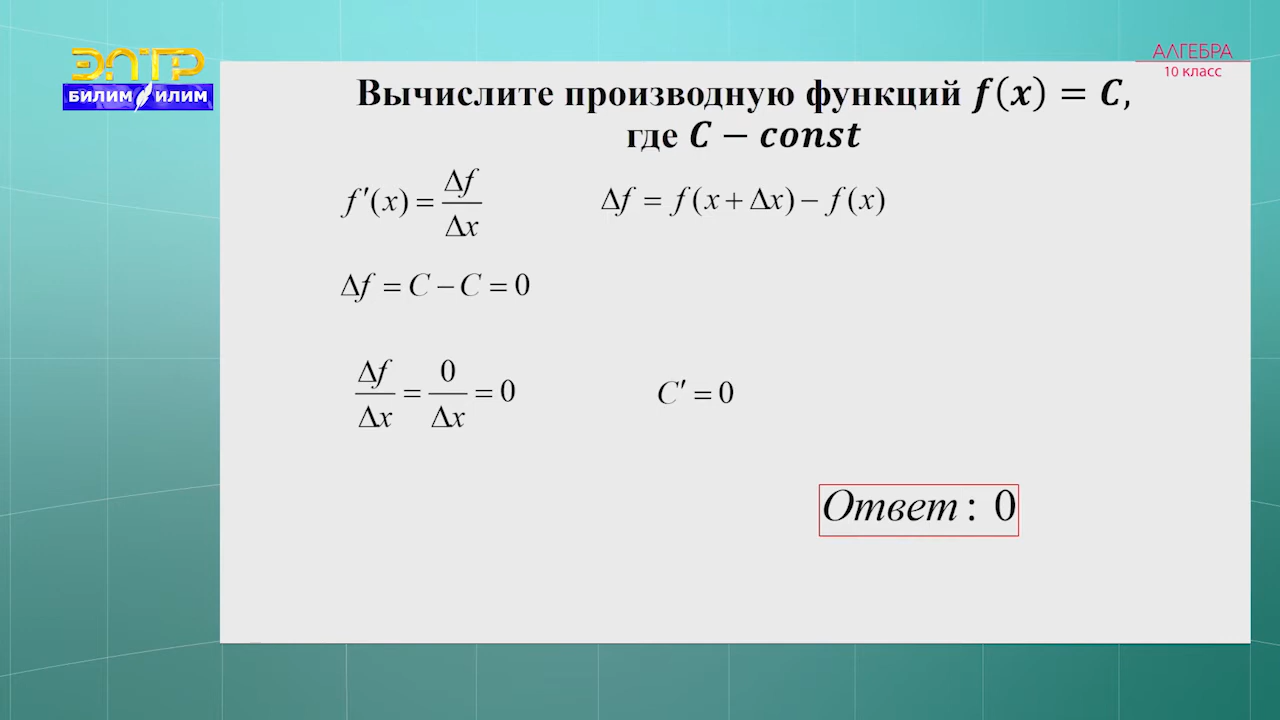 ЭЛТР
БИЛИМ ИЛИМ
АЛГЕБРА
10 класс
Вычислите производную функций f(x) = C,
где C − const
f′(x) = Δf/Δx
Δf = f(x + Δx) − f(x)
Δf = C − C = 0
Δf/Δx = 0/Δx = 0
C′ = 0
Ответ: 0